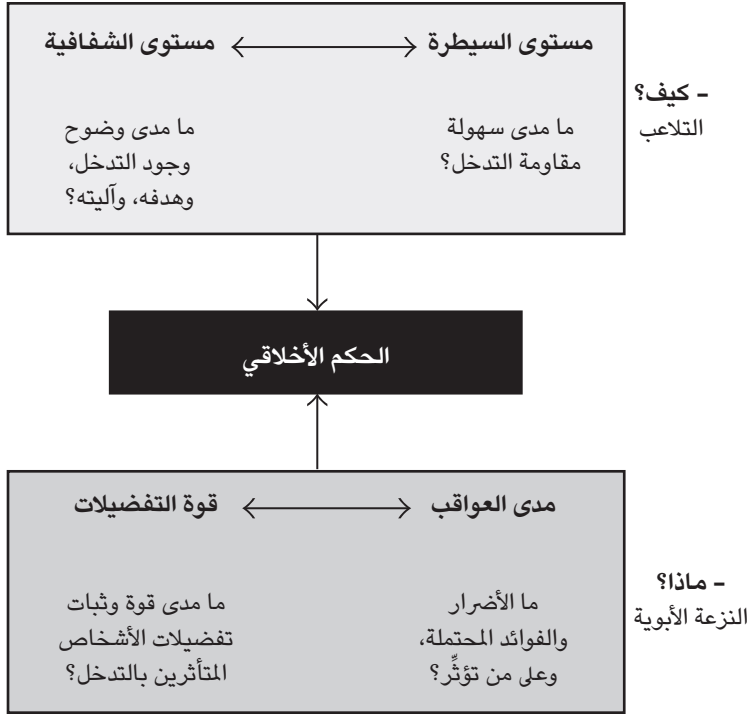 مستوى السيطرة
مستوى الشفافية
– كيف؟
التلاعب
ما مدى سهولة
مقاومة التدخل؟
ما مدى وضوح
وجود التدخل،
وهدفه، وآليته؟
الحكم الأخلاقي
مدى العواقب
قوة التفضيلات
– ماذا؟
النزعة الأبوية
ما الأضرار
والفوائد المحتملة،
وعلى من تؤثِّر؟
ما مدى قوة وثبات
تفضيلات الأشخاص
المتأثرين بالتدخل؟